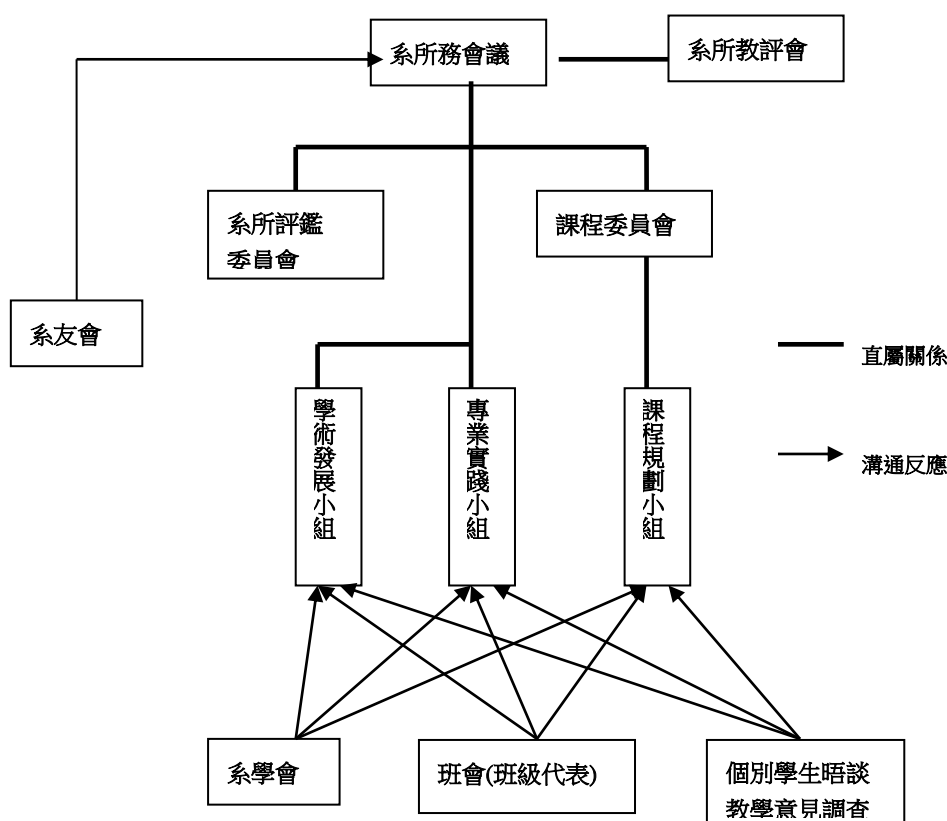 系所務會議
系所教評會
系所評鑑
委員會
課程委員會
系友會
直屬關係
學術發展小組
專業實踐小組
課程規劃小組
溝通反應
系學會
班會(班級代表)
個別學生晤談
教學意見調查